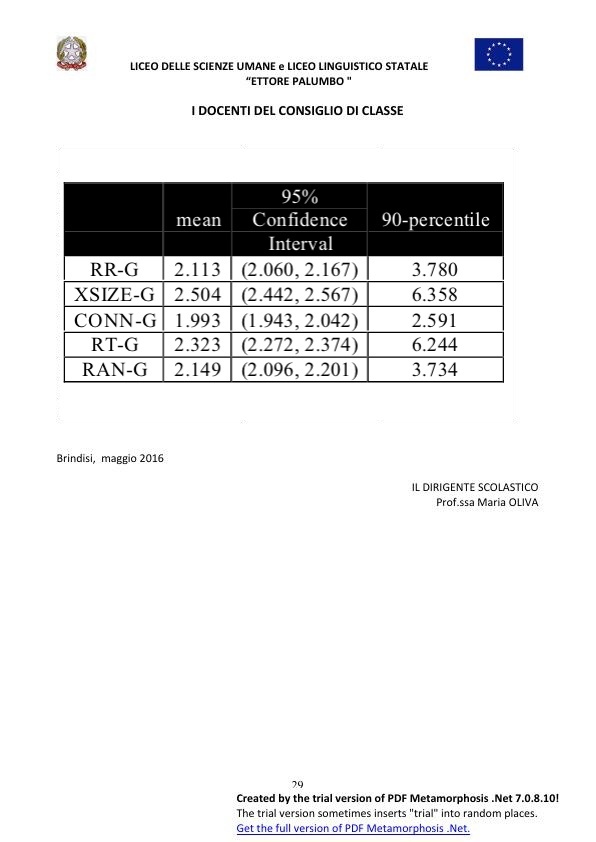 LICEO DELLE SCIENZE UMANE e LICEO LINGUISTICO STATALE
“ETTORE PALUMBO "
I DOCENTI DEL CONSIGLIO DI CLASSE
mean 95% Confidence Interval 90-percentile
RR-G 2.113 (2.060, 2.167) 3.780
XSIZE-G 2.504 (2.442, 2.567) 6.358
CONN-G 1.993 (1.943, 2.042) 2.591
RT-G 2.323 (2.272, 2.374) 6.244
RAN-G 2.149 (2.096, 2.201) 3.734
Brindisi, maggio 2016
IL DIRIGENTE SCOLASTICO
Prof.ssa Maria OLIVA
29
Created by the trial version of PDF Metamorphosis .Net 7.0.8.10!
The trial version sometimes inserts "trial" into random places.
Get the full version of PDF Metamorphosis .Net.